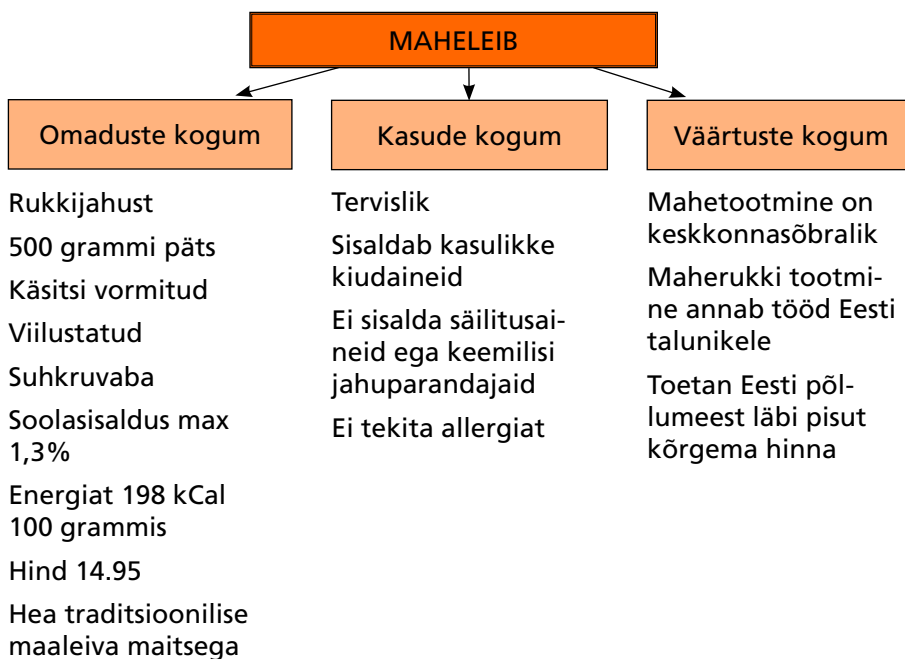 MAHELEIB
Omaduste kogum
Rukkijahust
500 grammi päts
Käsitsi vormitud
Viilustatud
Suhkruvaba
Soolasisaldus max
1,3%
Energiat 198 kCal
100 grammis
Hind 14.95
Hea traditsioonilise
maaleiva maitsega
Kasude kogum
Tervislik
Sisaldab kasulikke
kiudaineid
Ei sisalda säilitusai-
neid ega keemilisi
jahuparandajaid
Ei tekita allergiat
Väärtuste kogum
Mahetootmine on
keskkonnasõbralik
Maherukki tootmi-
ne annab tööd Eesti
talunikele
Toetan Eesti põl-
lumeest läbi pisut
kõrgema hinna